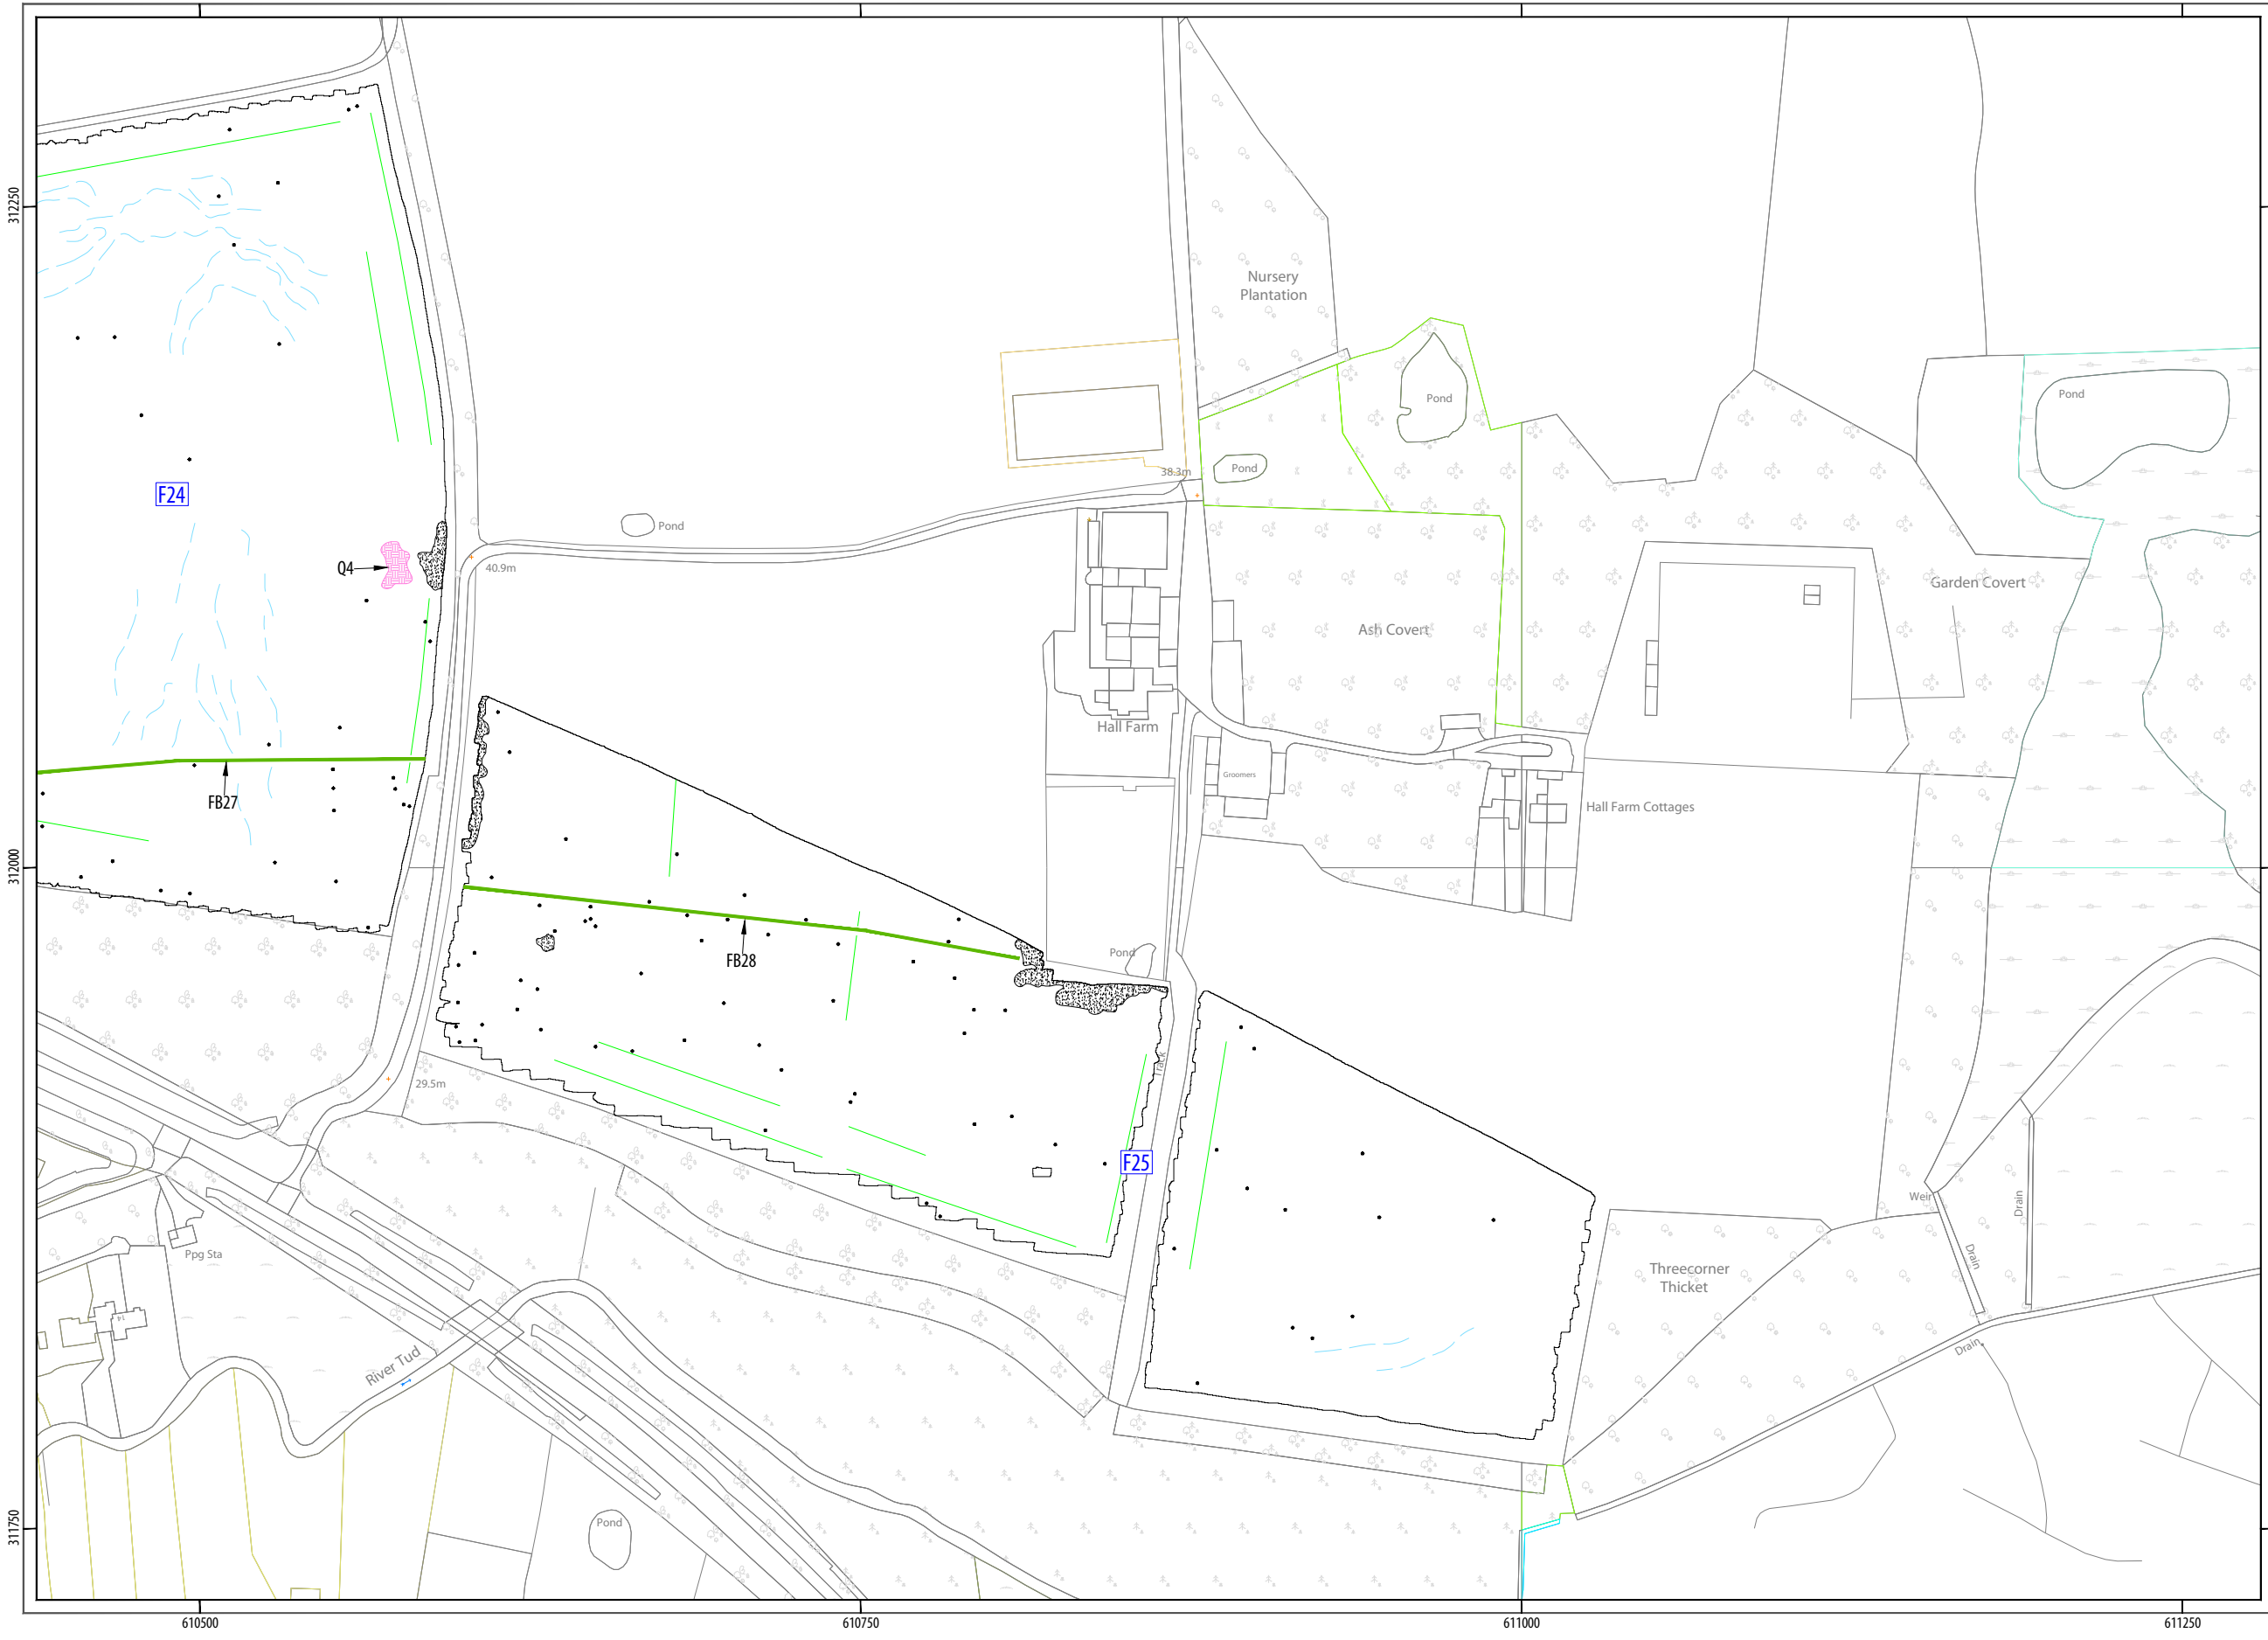 312250
Nursery
Plantation
Pond
Pond
38.3m
Pond
F24
Pond
Q4
40.9m
Garden Covert
Ash Covert
Hall Farm
Groomers
Hall Farm Cottages
FB27
312000
FB28
Pond
Track
29.5m
F25
Weir
Drain
Drain
Ppg Sta
Threecorner
Thicket
14
River Tud
Drain
Pond
311750
610500
610750
611000
611250